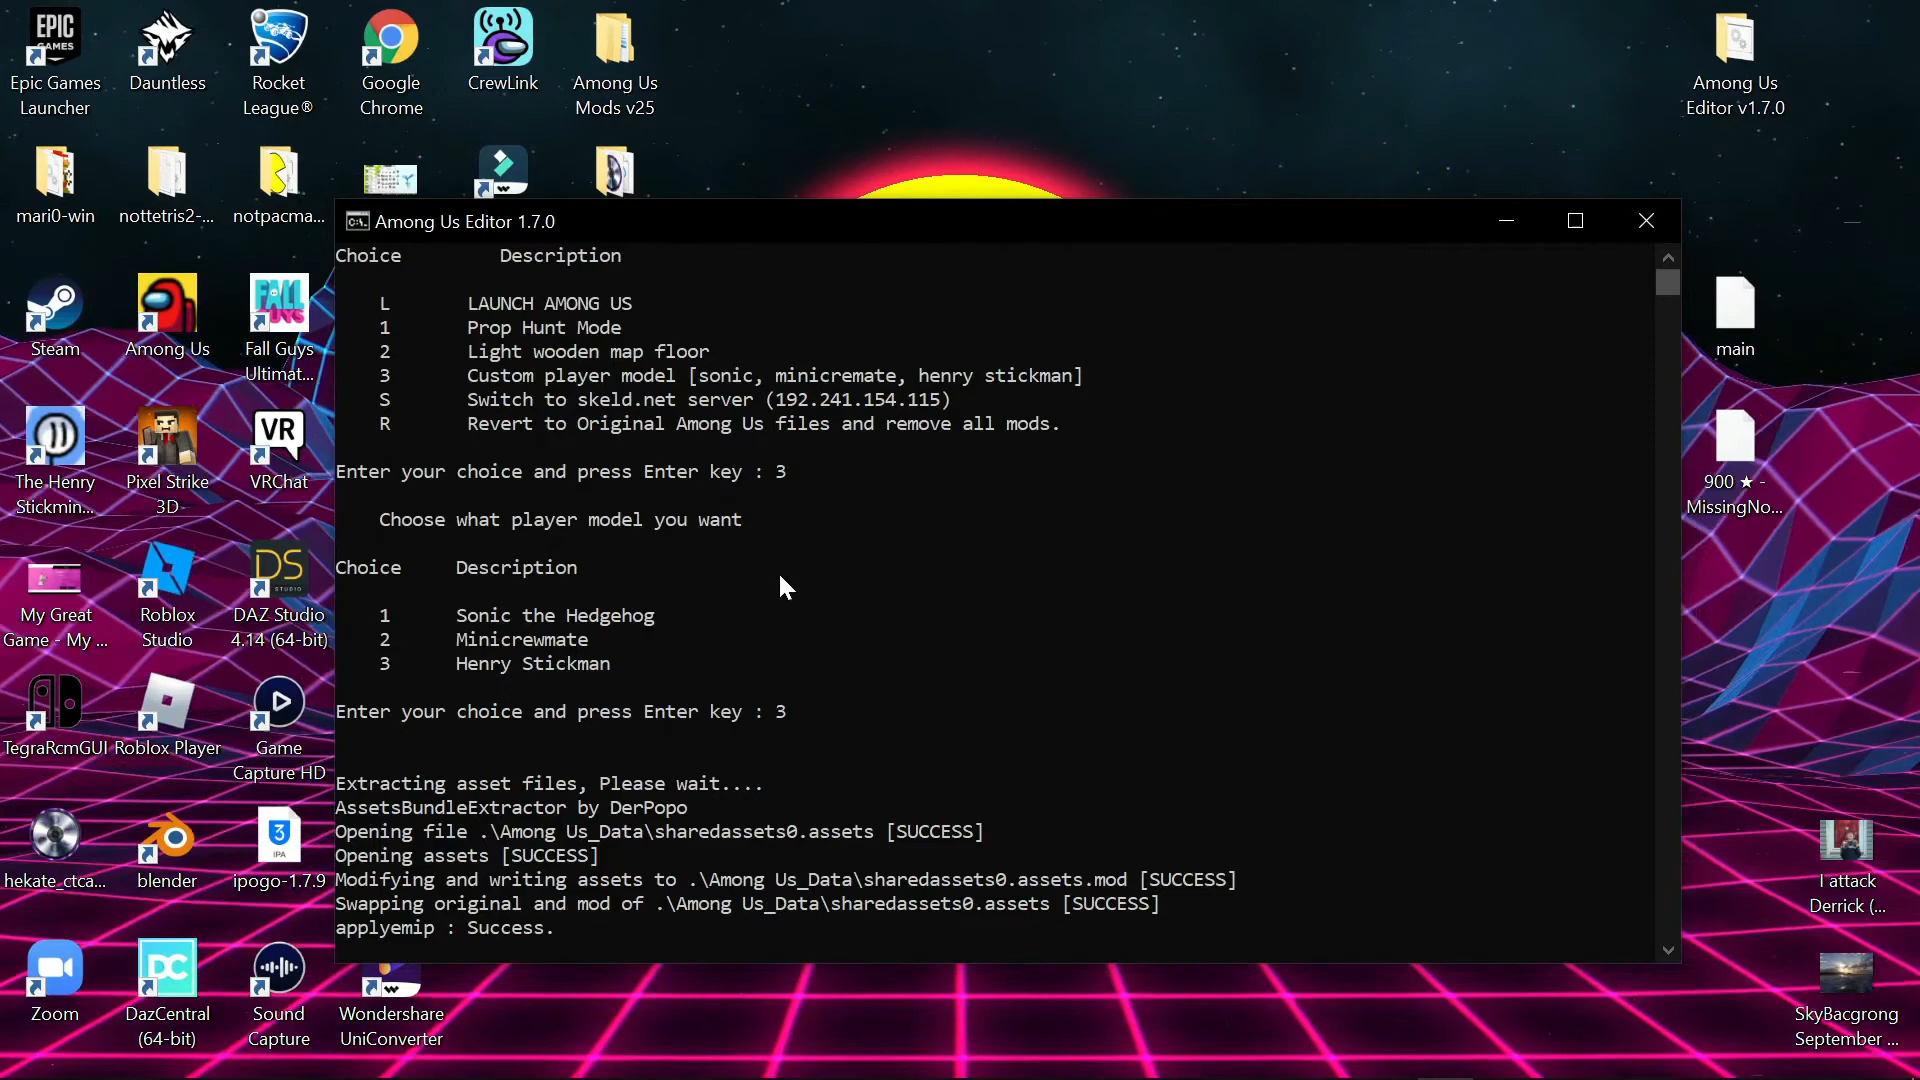 EPIC
GAMES
Epic Games
Launcher
Dauntless
Rocket
League®
Google
Chrome
CrewLink
Among Us
Mods v25
Among Us
Editor v1.7.0
mari0-win
nottetris2-...
notpacma...
Among Us Editor 1.7.0
Choice Description
L LAUNCH AMONG US
1 Prop Hunt Mode
2 Light wooden map floor
3 Custom player model [sonic, minicremate, henry stickman]
S Switch to skeld.net server (192.241.154.115)
R Revert to Original Among Us files and remove all mods.
Enter your choice and press Enter key : 3
Choose what player model you want
Choice Description
1 Sonic the Hedgehog
2 Minicrewmate
3 Henry Stickman
Enter your choice and press Enter key : 3
Extracting asset files, Please wait....
AssetsBundleExtractor by DerPopo
Opening file .\Among Us_Data\sharedassets0.assets [SUCCESS]
Opening assets [SUCCESS]
Modifying and writing assets to .\Among Us_Data\sharedassets0.assets.mod [SUCCESS]
Swapping original and mod of .\Among Us_Data\sharedassets0.assets [SUCCESS]
applyemip : Success.
Steam
Among Us
FALL
GUYS
Fall Guys
Ultimat...
main
The Henry
Stickmin...
Pixel Strike
3D
VR
VRChat
900 ★ -
MissingNo...
My Great
Game - My ...
Roblox
Studio
DS
STUDIO
DAZ Studio
4.14 (64-bit)
TegraRcmGUI
Roblox Player
Game
Capture HD
hekate_ctca...
blender
3
IPA
ipogo-1.7.9
I attack
Derrick (...
Zoom
DC
DazCentral
(64-bit)
Sound
Capture
Wondershare
UniConverter
SkyBacgrong
September ...